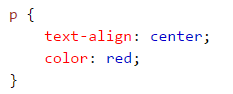 p {
    text-align: center;
    color: red;
}